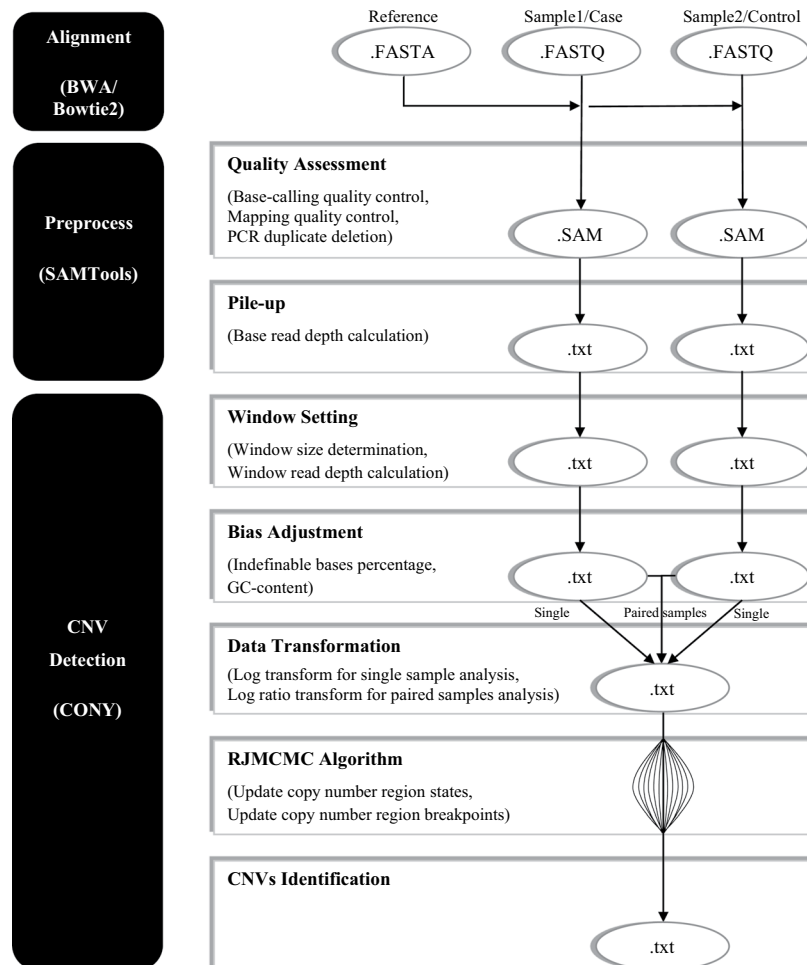 Reference
Sample1/Case
Sample2/Control
Alignment
(BWA/
Bowtie2)
.FASTA
.FASTQ
.FASTQ
Preprocess
(SAMTools)
Quality Assessment
(Base-calling quality control,
Mapping quality control,
PCR duplicate deletion)
.SAM
.SAM
Pile-up
(Base read depth calculation)
.txt
.txt
CNV
Detection
(CONY)
Window Setting
(Window size determination,
Window read depth calculation)
.txt
.txt
Bias Adjustment
(Indefinable bases percentage,
GC-content)
.txt
.txt
Single
Paired samples
Single
Data Transformation
(Log transform for single sample analysis,
Log ratio transform for paired samples analysis)
.txt
RJMCMC Algorithm
(Update copy number region states,
Update copy number region breakpoints)
CNVs Identification
.txt